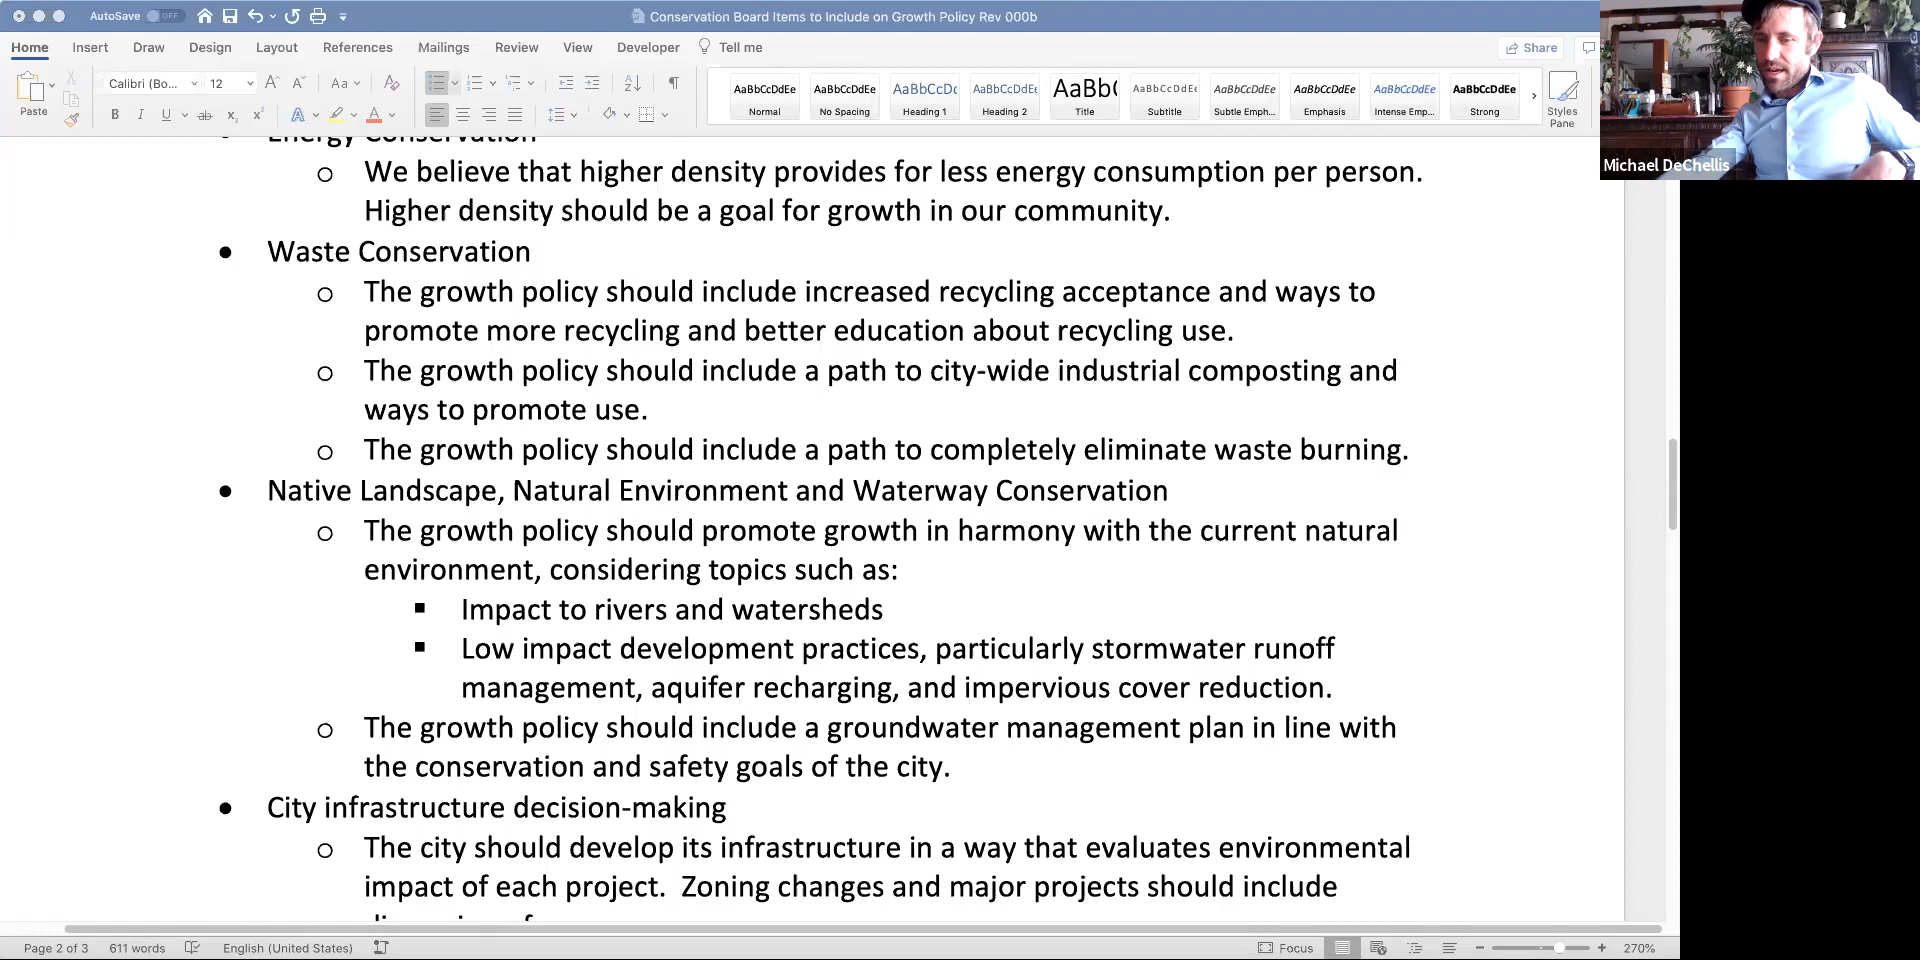 AutoSave OFF
Conservation Board Items to Include on Growth Policy Rev 000b
Home Insert Draw Design Layout References Mailings Review View Developer Tell me
Share
Paste
Calibri (Bo... 12
AaBbCcDdEe Normal
AaBbCcDdEe No Spacing
AaBbCcDc Heading 1
AaBbCcDdEe Heading 2
AaBbC Title
AaBbCcDdEe Subtitle
AaBbCcDdEe Subtle Emph...
AaBbCcDdEe Emphasis
AaBbCcDdEe Intense Emp...
AaBbCcDdEe Strong
Styles
Pane
Michael DeChellis
Energy Conservation
We believe that higher density provides for less energy consumption per person.
Higher density should be a goal for growth in our community.
Waste Conservation
The growth policy should include increased recycling acceptance and ways to
promote more recycling and better education about recycling use.
The growth policy should include a path to city-wide industrial composting and
ways to promote use.
The growth policy should include a path to completely eliminate waste burning.
Native Landscape, Natural Environment and Waterway Conservation
The growth policy should promote growth in harmony with the current natural
environment, considering topics such as:
Impact to rivers and watersheds
Low impact development practices, particularly stormwater runoff
management, aquifer recharging, and impervious cover reduction.
The growth policy should include a groundwater management plan in line with
the conservation and safety goals of the city.
City infrastructure decision-making
The city should develop its infrastructure in a way that evaluates environmental
impact of each project.  Zoning changes and major projects should include
Page 2 of 3 611 words English (United States) Focus 270%